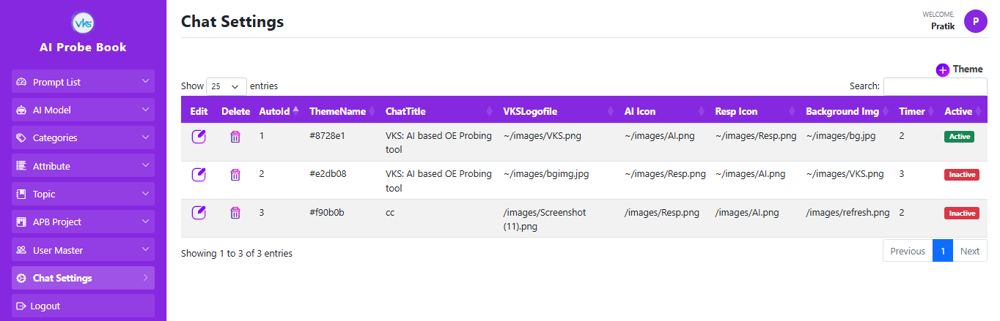 vks
AI Probe Book
Prompt List
AI Model
Categories
Attribute
Topic
APB Project
User Master
Chat Settings
Logout
Chat Settings
WELCOME,
Pratik
P
Theme
Show 25 entries
Search:
Edit Delete AutoId ThemeName ChatTitle VKSLogofile AI Icon Resp Icon Background Img Timer Active
1 #8728e1 VKS: AI based OE Probing ~/images/VKS.png ~/images/AI.png ~/images/Resp.png ~/images/bg.jpg 2 Active
tool
2 #e2db08 VKS: AI based OE Probing ~/images/bgimg.jpg ~/images/Resp.png ~/images/AI.png ~/images/VKS.png 3 Inactive
tool
3 #f90b0b cc /images/Screenshot /images/Resp.png /images/AI.png /images/refresh.png 2 Inactive
(11).png
Showing 1 to 3 of 3 entries
Previous 1 Next